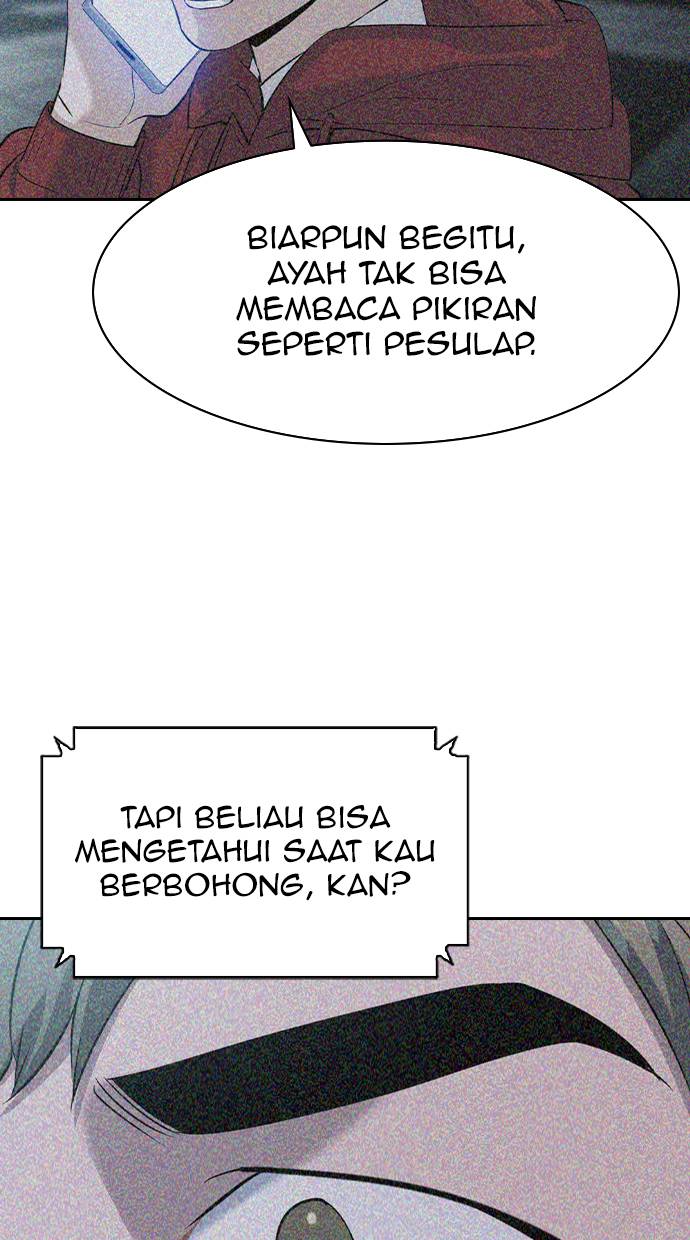 BIARPUN BEGITU,
AYAH TAK BISA
MEMBACA PIKIRAN
SEPERTI PESULAP.
TAPI BELIAU BISA
MENGETAHUI SAAT KAU
BERBOHONG, KAN?